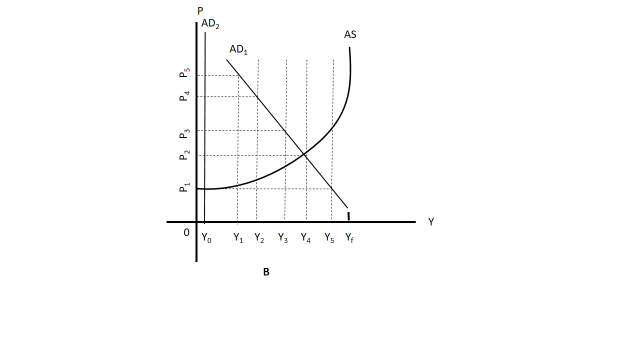 P
AD₂
AS
AD₁
P₅
P₄
P₃
P₂
P₁
0
Y₀ Y₁ Y₂ Y₃ Y₄ Y₅ Yf
Y
B